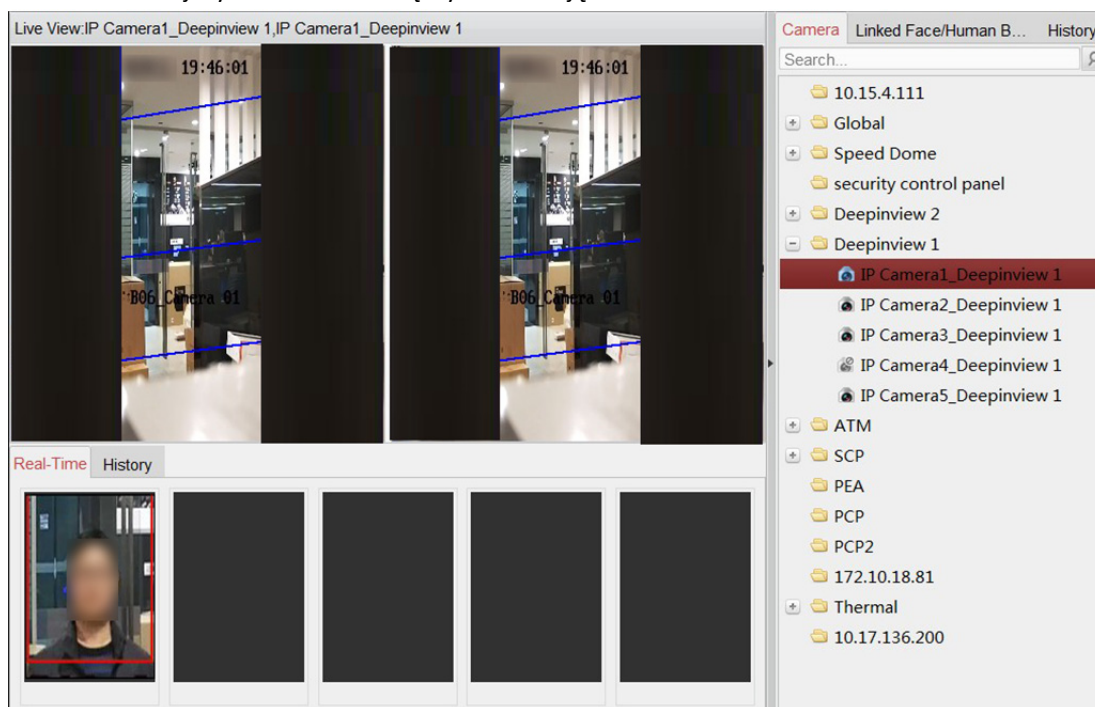 Live View:IP Camera1_Deepinview 1,IP Camera1_Deepinview 1
19:46:01
B06_Camera 01
19:46:01
B06_Camera 01
Real-Time
History
Camera
Linked Face/Human B...
History
Search...
10.15.4.111
Global
Speed Dome
security control panel
Deepinview 2
Deepinview 1
IP Camera1_Deepinview 1
IP Camera2_Deepinview 1
IP Camera3_Deepinview 1
IP Camera4_Deepinview 1
IP Camera5_Deepinview 1
ATM
SCP
PEA
PCP
PCP2
172.10.18.81
Thermal
10.17.136.200